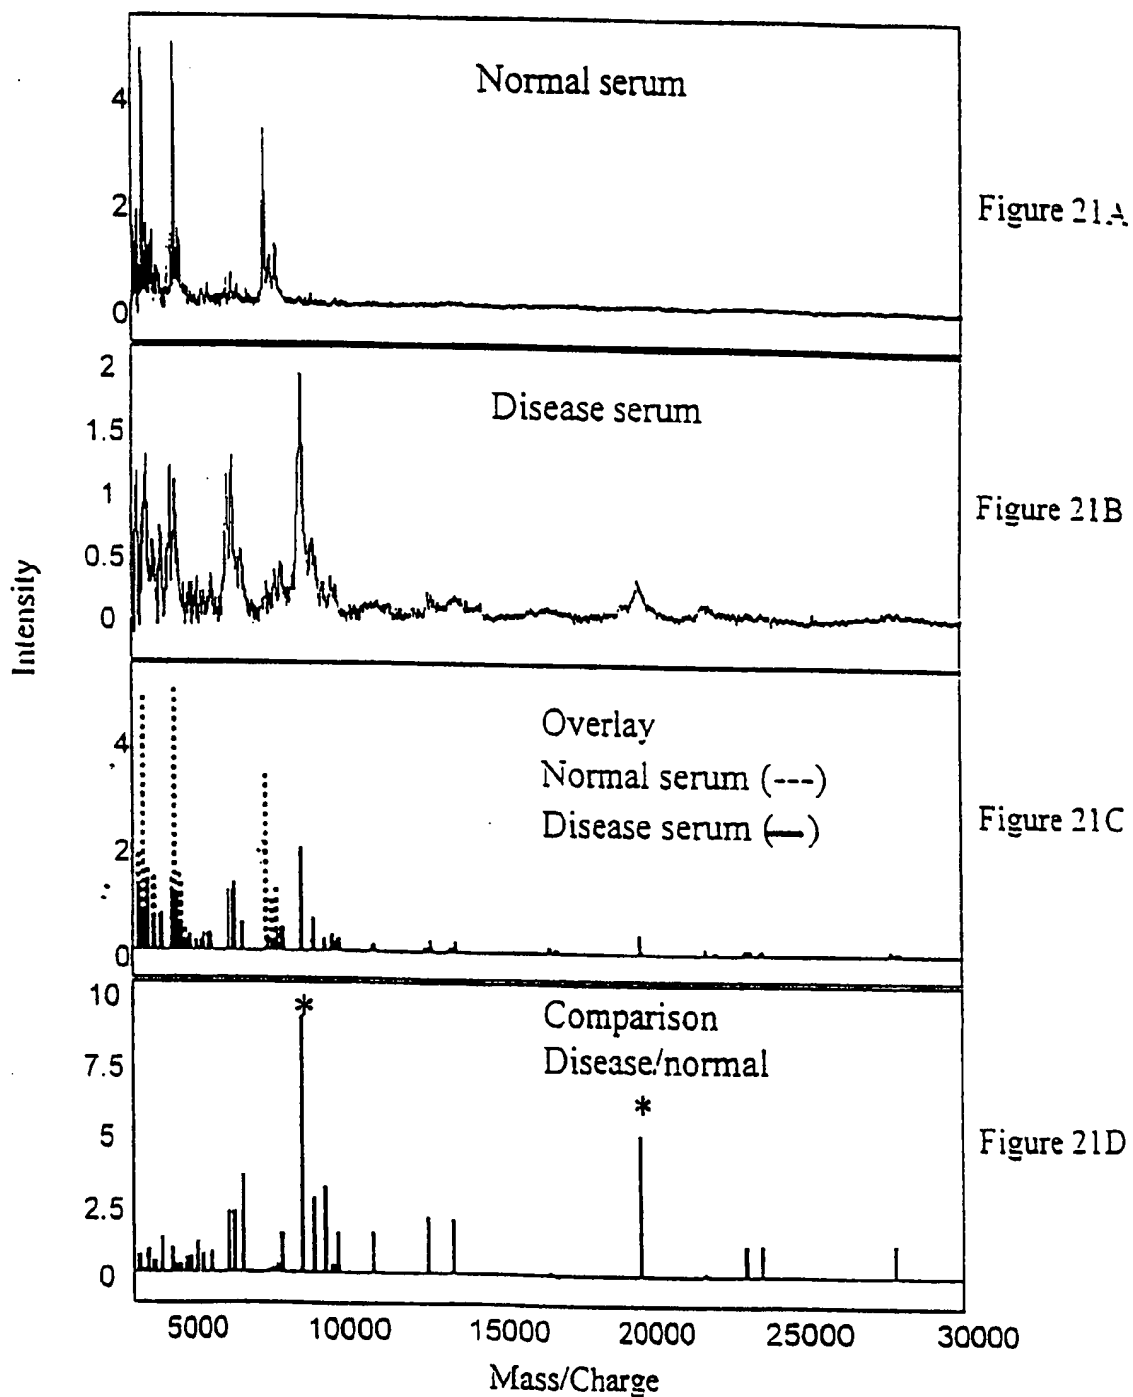 Normal serum
4
2
0
Figure 21A
Disease serum
2
1.5
1
0.5
0
Figure 21B
Intensity
Overlay
Normal serum (---)
Disease serum (—)
4
2
0
Figure 21C
Comparison
Disease/normal
10
7.5
5
2.5
0
*
*
Figure 21D
5000 10000 15000 20000 25000 30000
Mass/Charge